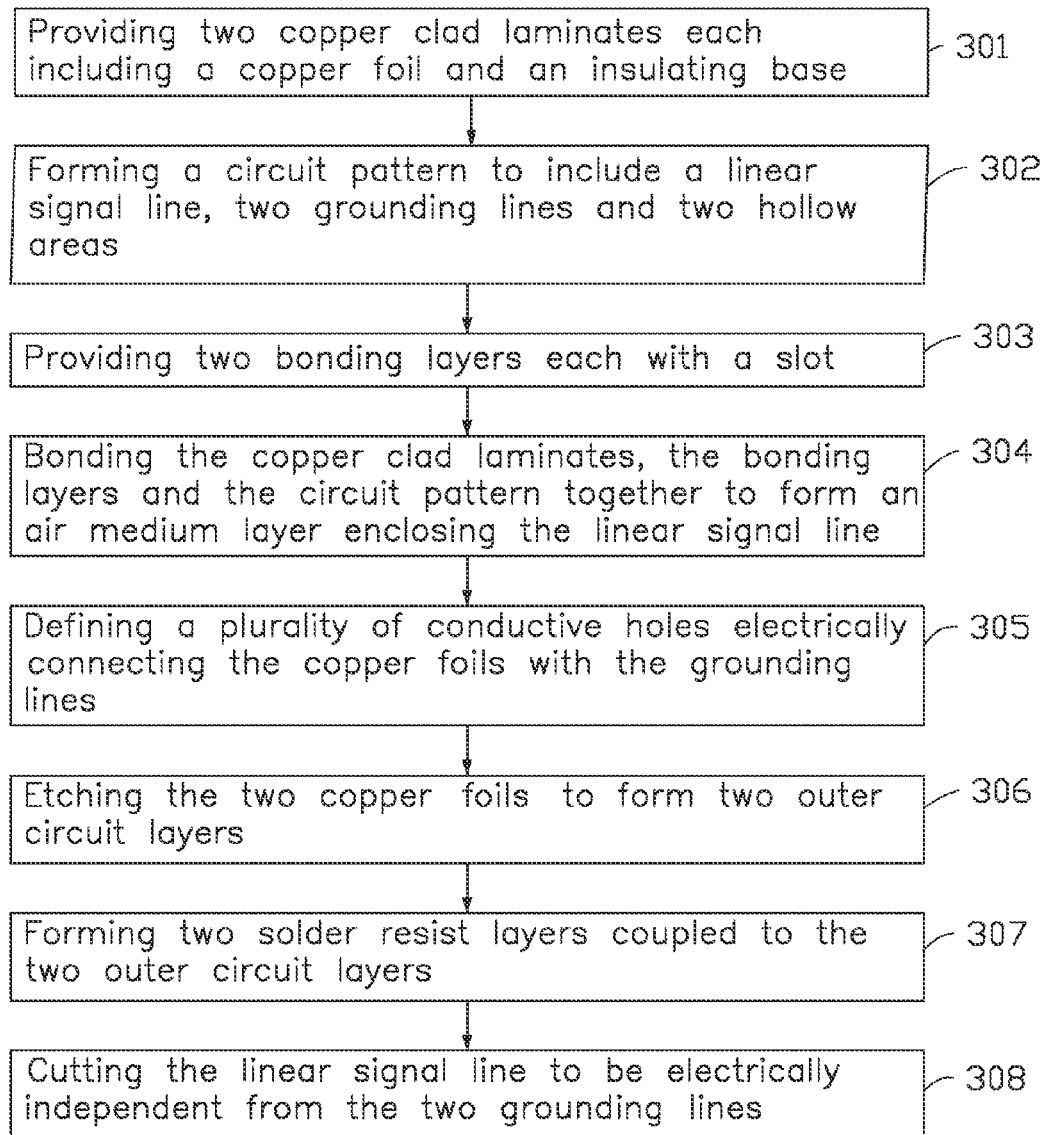 Providing two copper clad laminates each
including a copper foil and an insulating base
301
Forming a circuit pattern to include a linear
signal line, two grounding lines and two hollow
areas
302
Providing two bonding layers each with a slot
303
Bonding the copper clad laminates, the bonding
layers and the circuit pattern together to form an
air medium layer enclosing the linear signal line
304
Defining a plurality of conductive holes electrically
connecting the copper foils with the grounding
lines
305
Etching the two copper foils to form two outer
circuit layers
306
Forming two solder resist layers coupled to the
two outer circuit layers
307
Cutting the linear signal line to be electrically
independent from the two grounding lines
308